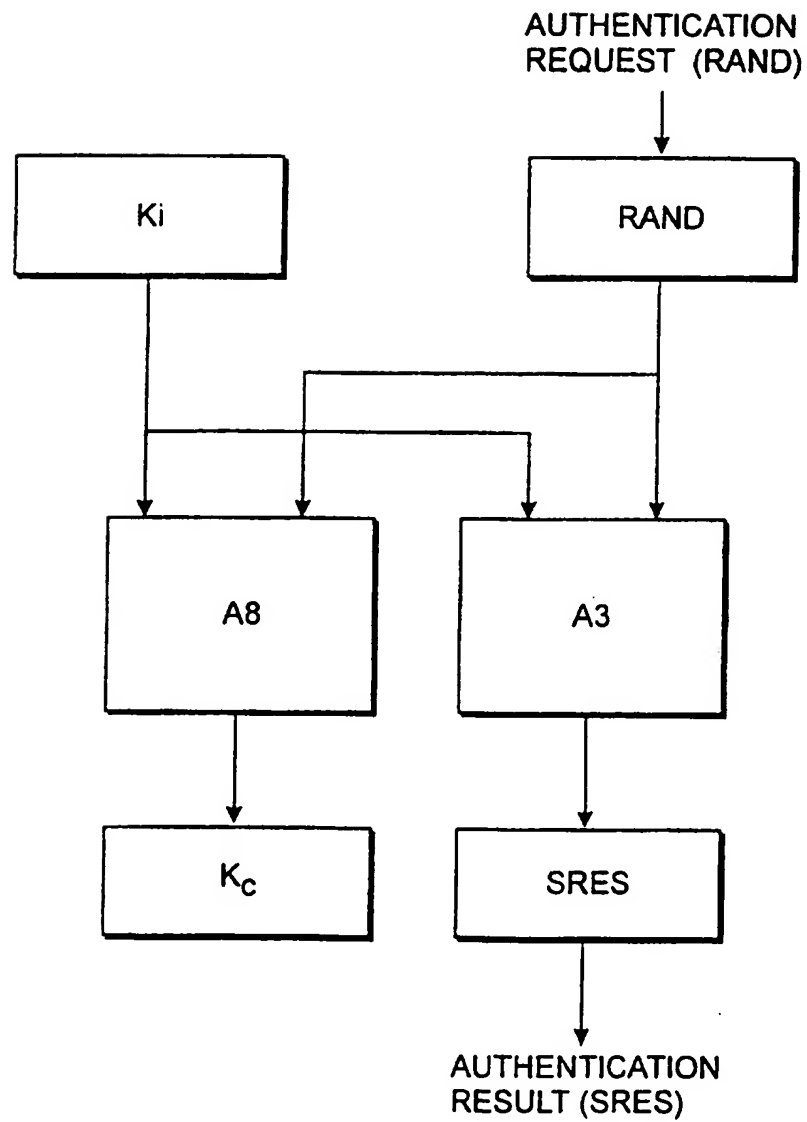 AUTHENTICATION
REQUEST (RAND)
Ki
RAND
A8
A3
Kc
SRES
AUTHENTICATION
RESULT (SRES)